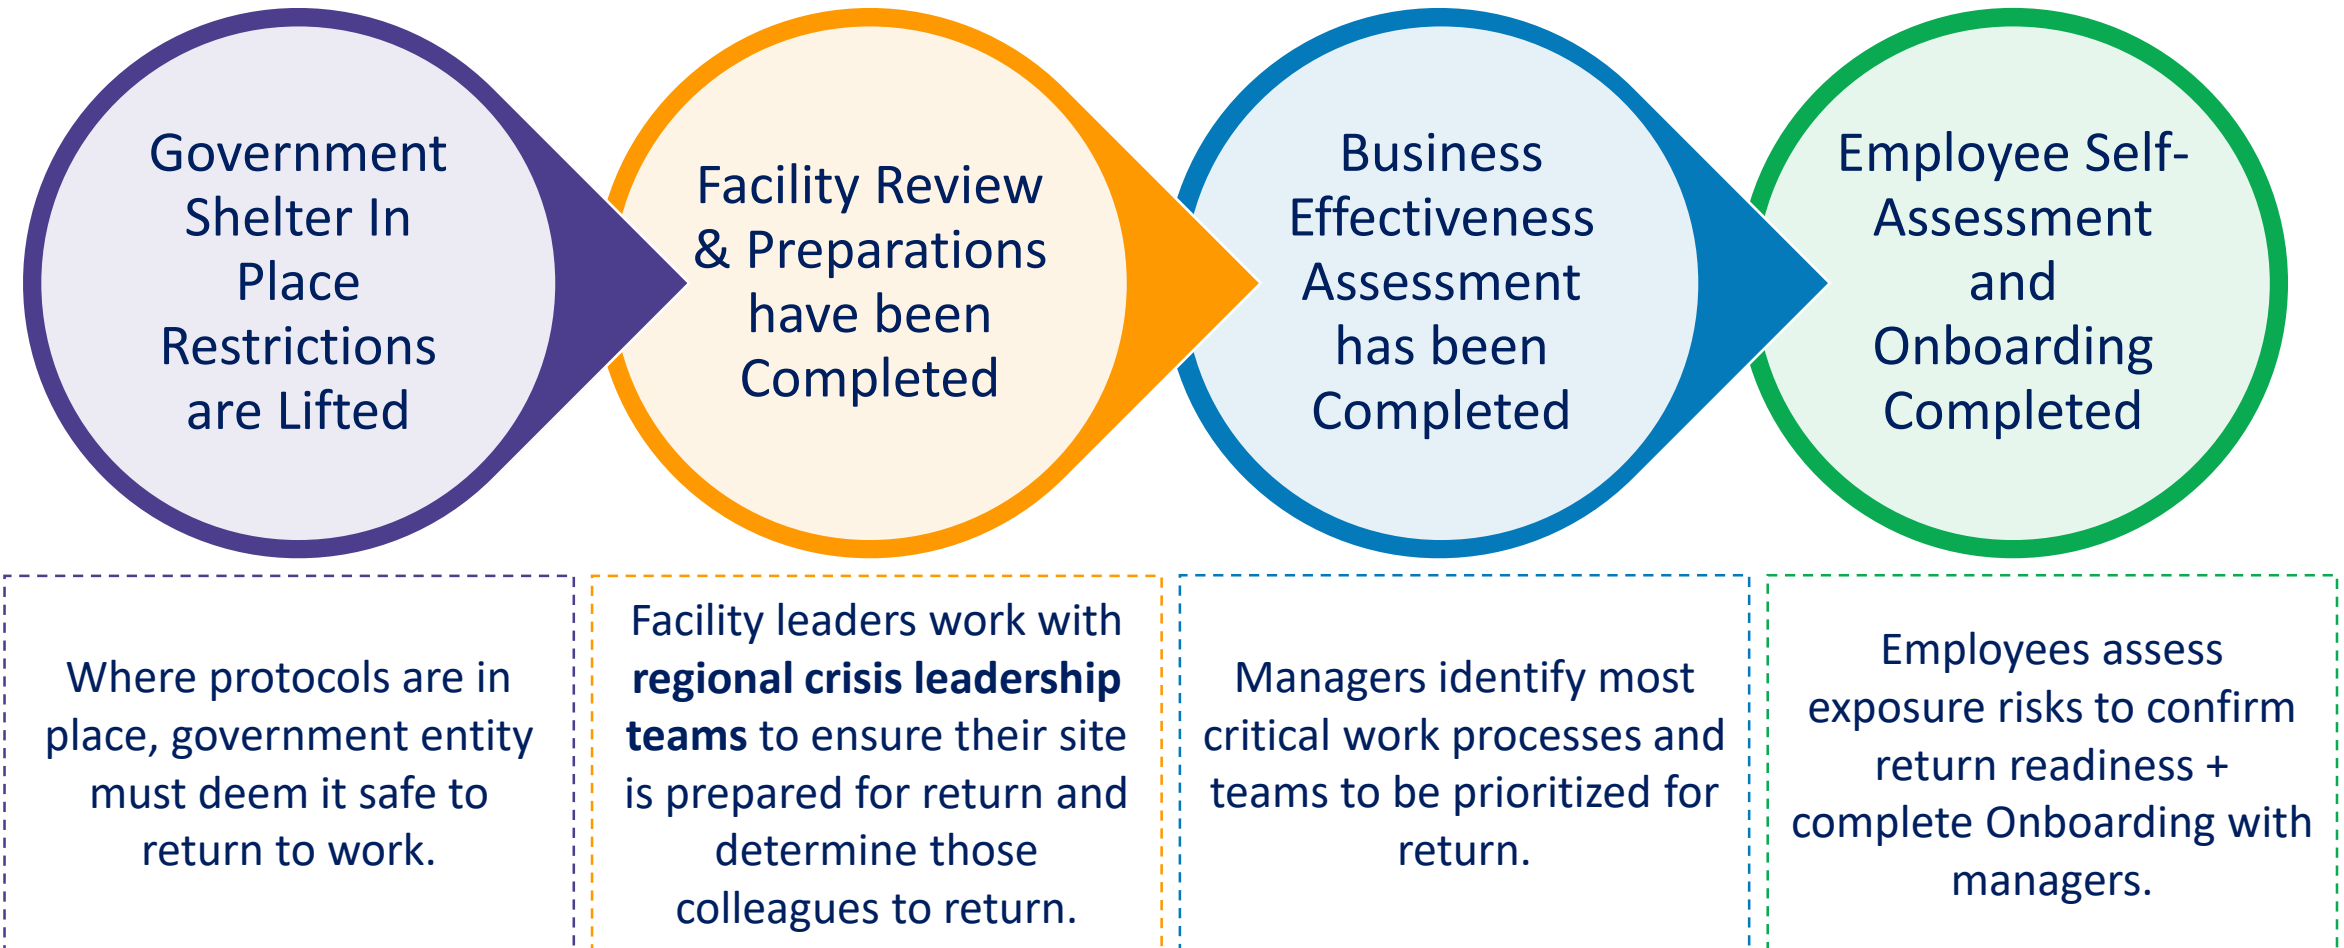 Government
Shelter In
Place
Restrictions
are Lifted
Facility Review
& Preparations
have been
Completed
Business
Effectiveness
Assessment
has been
Completed
Employee Self-
Assessment
and
Onboarding
Completed
Where protocols are in
place, government entity
must deem it safe to
return to work.
Facility leaders work with
regional crisis leadership
teams to ensure their site
is prepared for return and
determine those
colleagues to return.
Managers identify most
critical work processes and
teams to be prioritized for
return.
Employees assess
exposure risks to confirm
return readiness +
complete Onboarding with
managers.